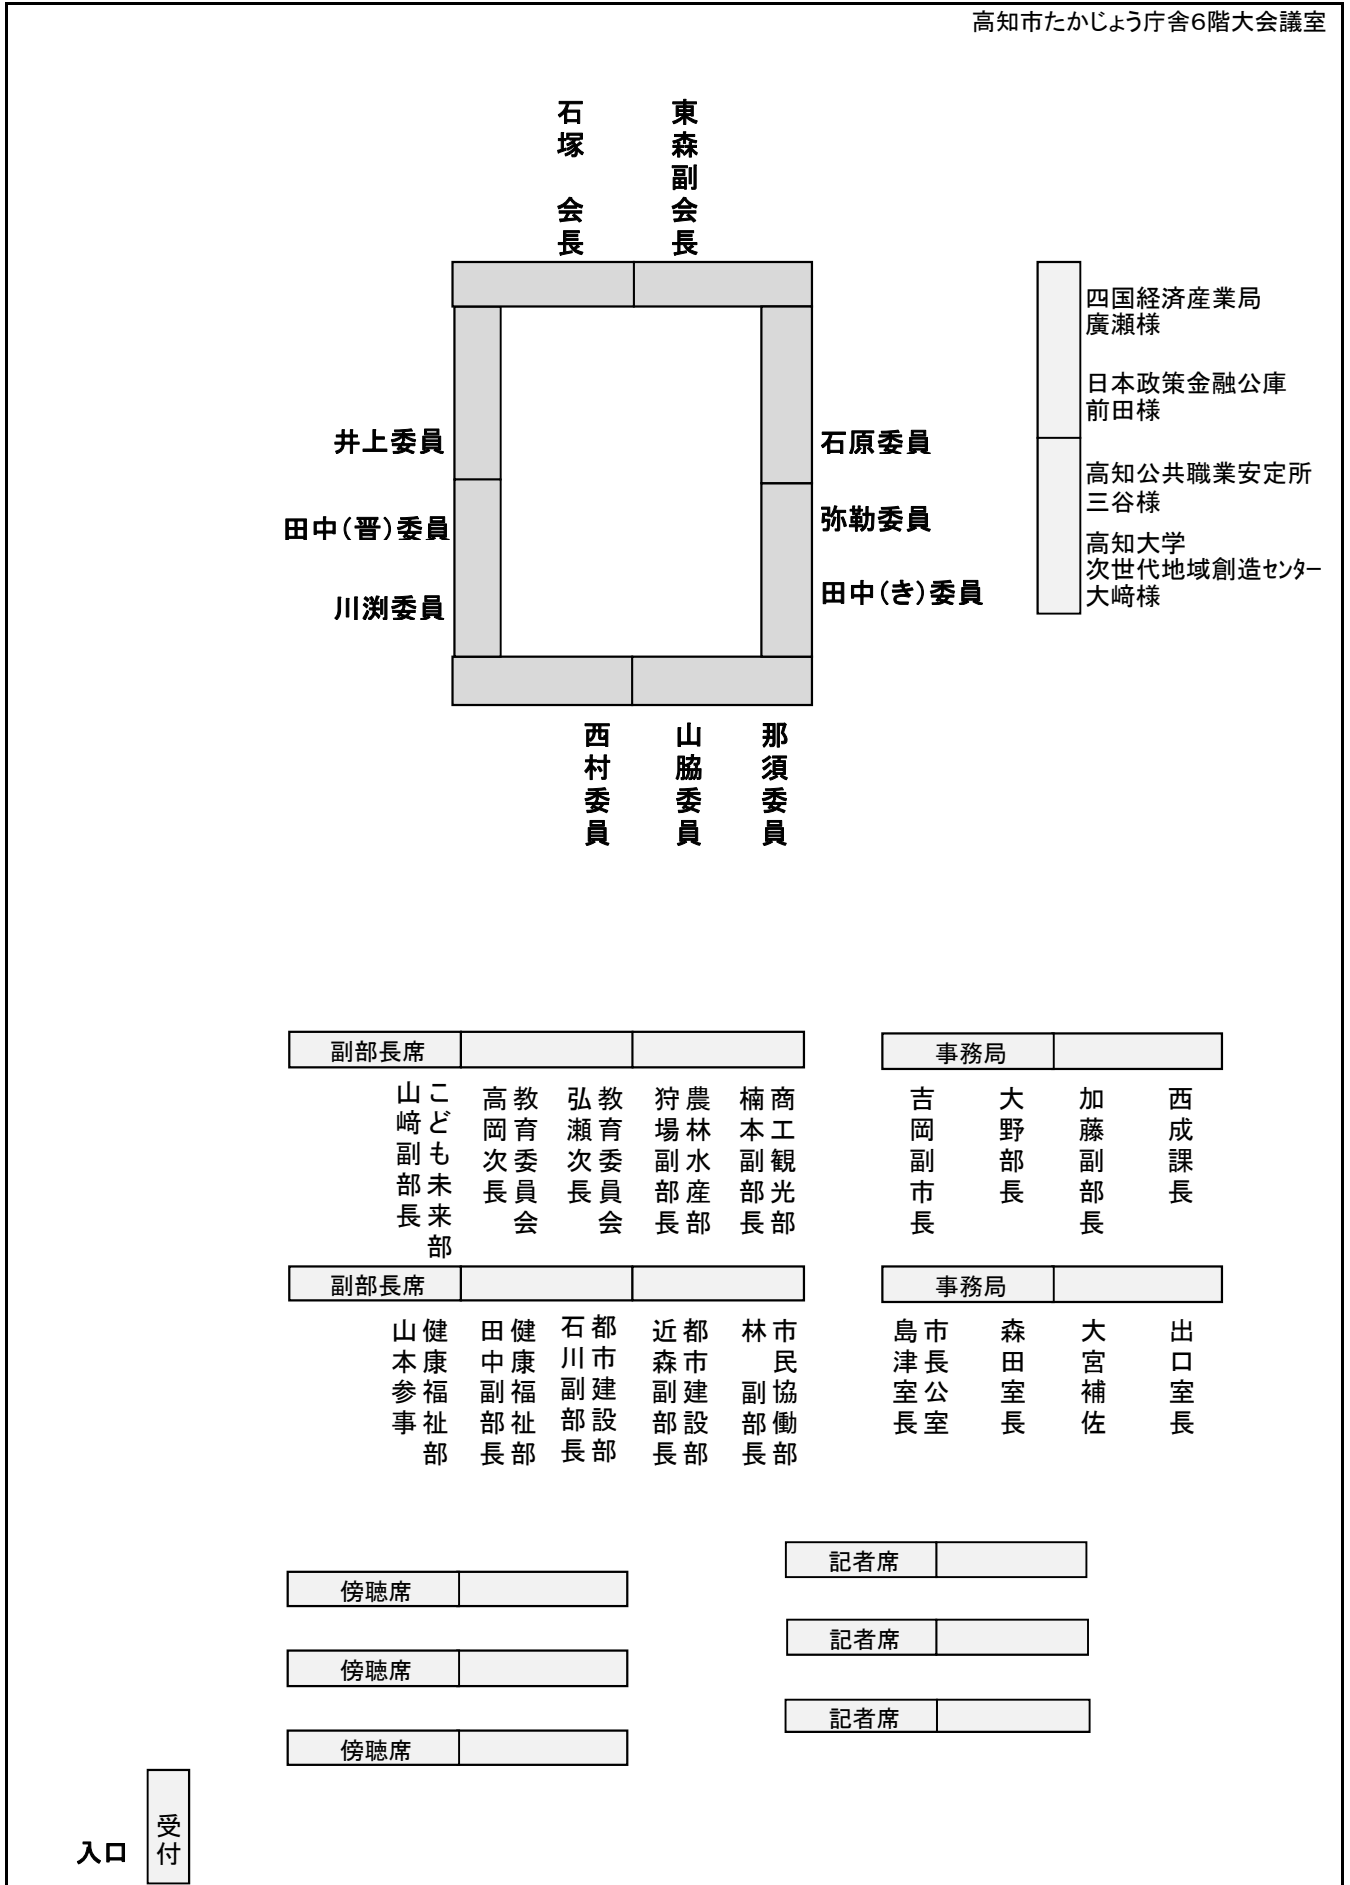 高知市たかじょう庁舎６階大会議室
石塚　会長
東森副会長
四国経済産業局
廣瀬様
日本政策金融公庫
前田様
高知公共職業安定所
三谷様
高知大学
次世代地域創造ｾﾝﾀｰ
大﨑様
井上委員
田中（晋）委員
川渕委員
石原委員
弥勒委員
田中（き）委員
西村委員
山脇委員
那須委員
副部長席
こども未来部
山﨑副部長
教育委員会
高岡次長
教育委員会
弘瀬次長
農林水産部
狩場副部長
商工観光部
楠本副部長
事務局
吉岡副市長
大野部長
加藤副部長
西成課長
副部長席
健康福祉部
山本参事
健康福祉部
田中副部長
都市建設部
石川副部長
都市建設部
近森副部長
市民協働部
林　副部長
事務局
市長公室
島津室長
森田室長
大宮補佐
出口室長
傍聴席
傍聴席
傍聴席
記者席
記者席
記者席
受付
入口